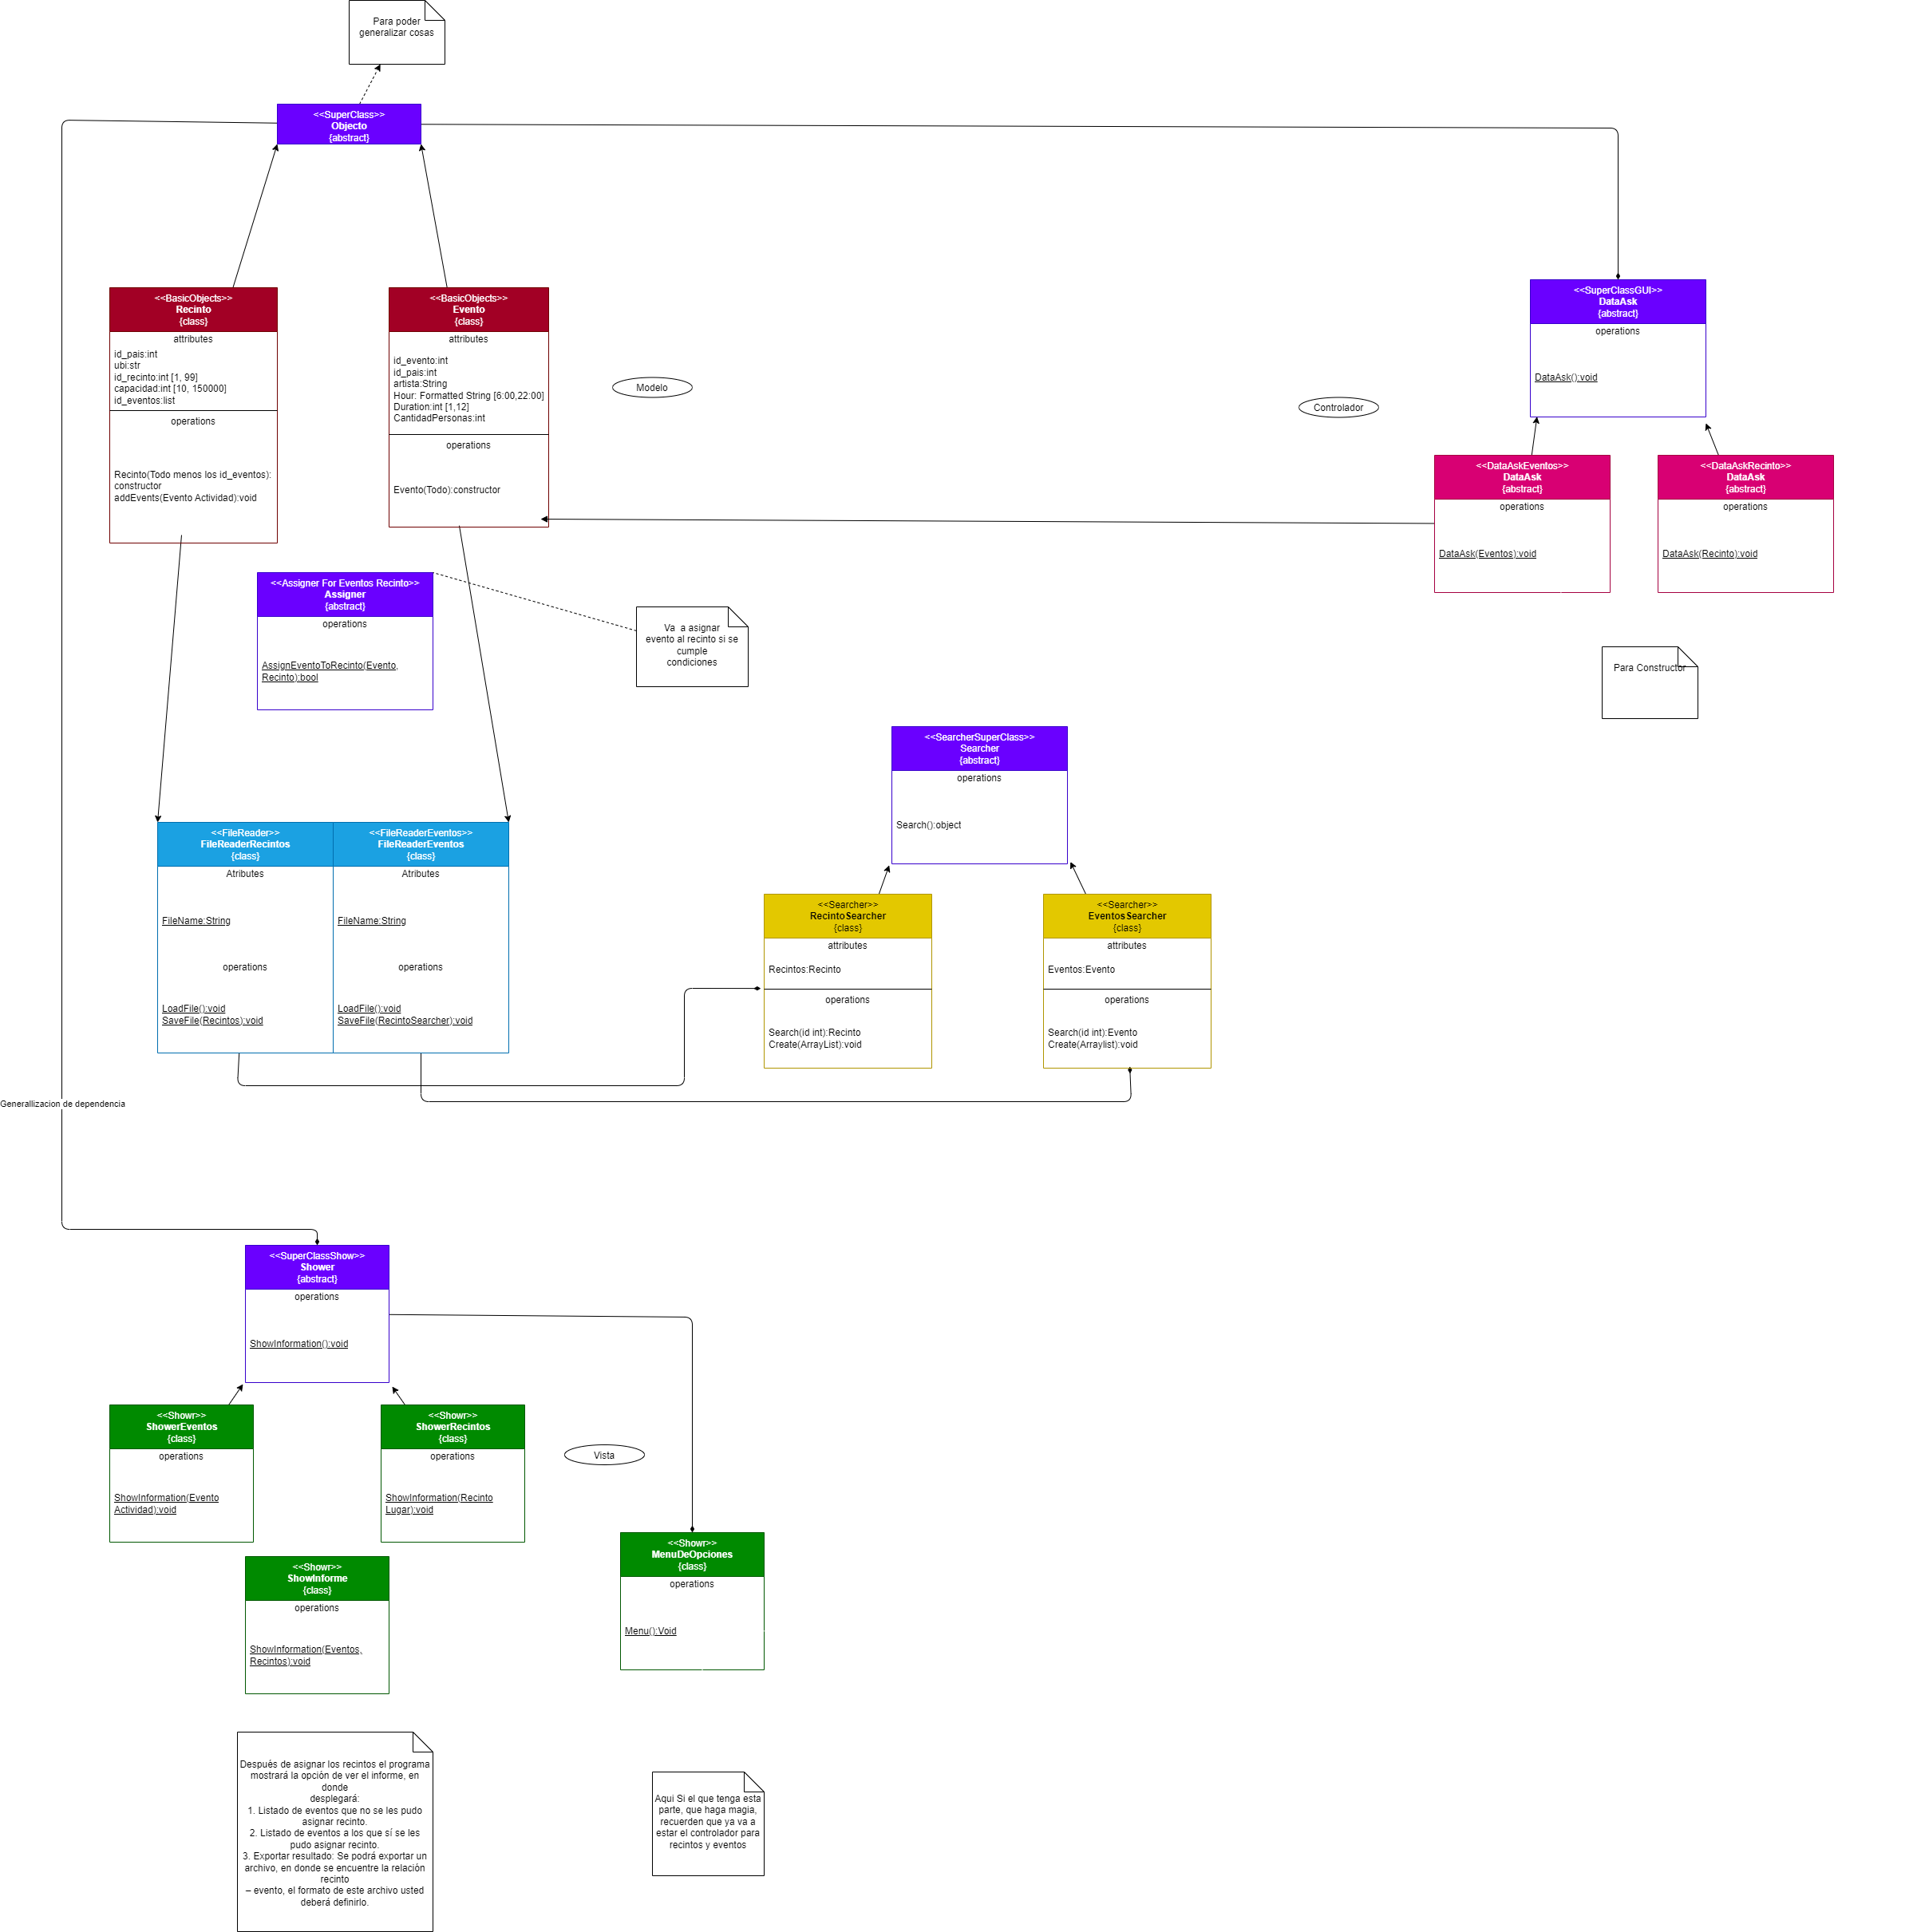 Para poder
generalizar cosas
<<SuperClass>>
Objecto
{abstract}
<<BasicObjects>>
Recinto
{class}
attributes
id_pais:int
ubi:str
id_recinto:int [1, 99]
capacidad:int [10, 150000]
id_eventos:list
operations
Recinto(Todo menos los id_eventos):
constructor
addEvents(Evento Actividad):void
<<BasicObjects>>
Evento
{class}
attributes
id_evento:int
id_pais:int
artista:String
Hour: Formatted String [6:00,22:00]
Duration:int [1,12]
CantidadPersonas:int
operations
Evento(Todo):constructor
Modelo
Controlador
<<SuperClassGUI>>
DataAsk
{abstract}
operations
DataAsk():void
<<DataAskEventos>>
DataAsk
{abstract}
operations
DataAsk(Eventos):void
<<DataAskRecinto>>
DataAsk
{abstract}
operations
DataAsk(Recinto):void
<<Assigner For Eventos Recinto>>
Assigner
{abstract}
operations
AssignEventoToRecinto(Evento,
Recinto):bool
Va  a asignar
evento al recinto si se
cumple
condiciones
Para Constructor
<<SearcherSuperClass>>
Searcher
{abstract}
operations
Search():object
<<FileReader>>
FileReaderRecintos
{class}
Atributes
FileName:String
operations
LoadFile():void
SaveFile(Recintos):void
<<FileReaderEventos>>
FileReaderEventos
{class}
Atributes
FileName:String
operations
LoadFile():void
SaveFile(RecintoSearcher):void
<<Searcher>>
RecintoSearcher
{class}
attributes
Recintos:Recinto
operations
Search(id int):Recinto
Create(ArrayList):void
<<Searcher>>
EventosSearcher
{class}
attributes
Eventos:Evento
operations
Search(id int):Evento
Create(Arraylist):void
Generallizacion de dependencia
<<SuperClassShow>>
Shower
{abstract}
operations
ShowInformation():void
<<Showr>>
ShowerEventos
{class}
operations
ShowInformation(Evento
Actividad):void
<<Showr>>
ShowerRecintos
{class}
operations
ShowInformation(Recinto
Lugar):void
Vista
<<Showr>>
MenuDeOpciones
{class}
operations
Menu():Void
<<Showr>>
ShowInforme
{class}
operations
ShowInformation(Eventos,
Recintos):void
Después de asignar los recintos el programa
mostrará la opción de ver el informe, en
donde
desplegará:
1. Listado de eventos que no se les pudo
asignar recinto.
2. Listado de eventos a los que sí se les
pudo asignar recinto.
3. Exportar resultado: Se podrá exportar un
archivo, en donde se encuentre la relación
recinto
– evento, el formato de este archivo usted
deberá definirlo.
Aqui Si el que tenga esta
parte, que haga magia,
recuerden que ya va a
estar el controlador para
recintos y eventos